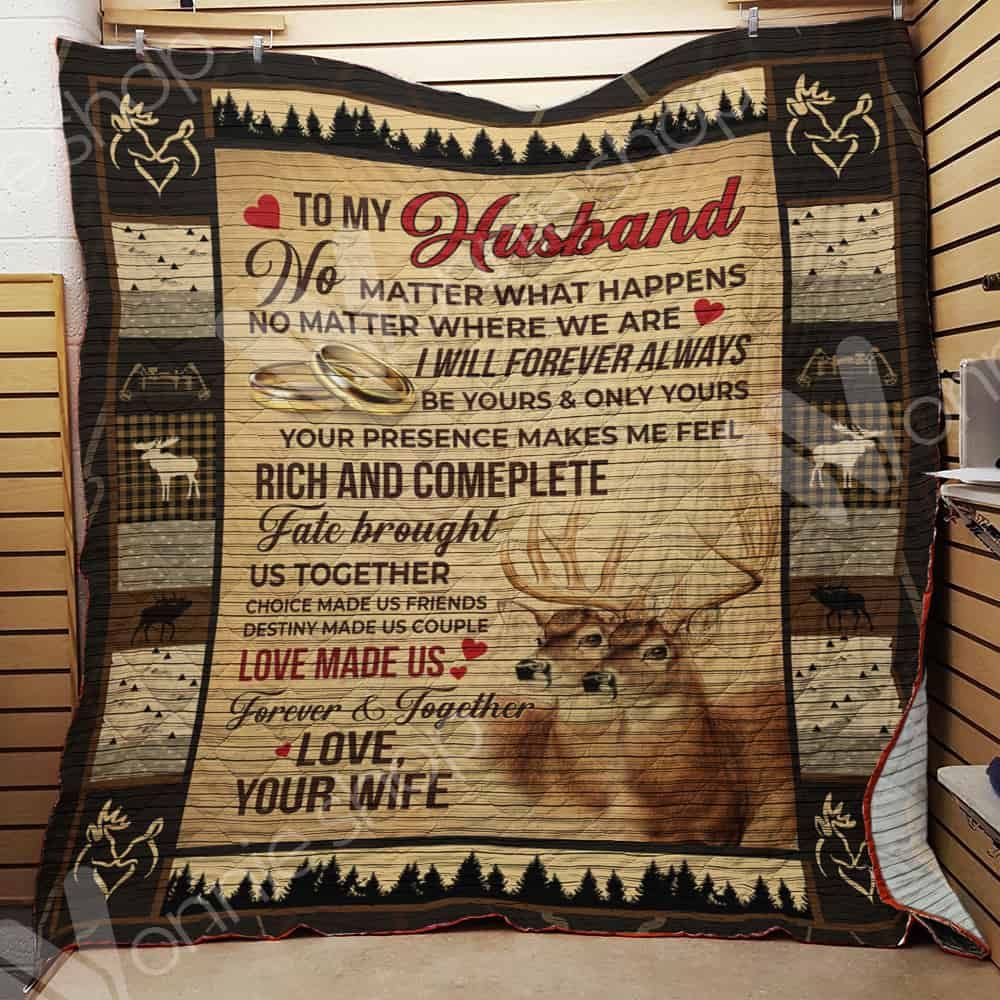 TO MY Husband
No MATTER WHAT HAPPENS
NO MATTER WHERE WE ARE
I WILL FOREVER ALWAYS
BE YOURS & ONLY YOURS
YOUR PRESENCE MAKES ME FEEL
RICH AND COMEPLETE
Fate brought
US TOGETHER
CHOICE MADE US FRIENDS
DESTINY MADE US COUPLE
LOVE MADE US
Forever & Together
LOVE,
YOUR WIFE
Vonnie shop